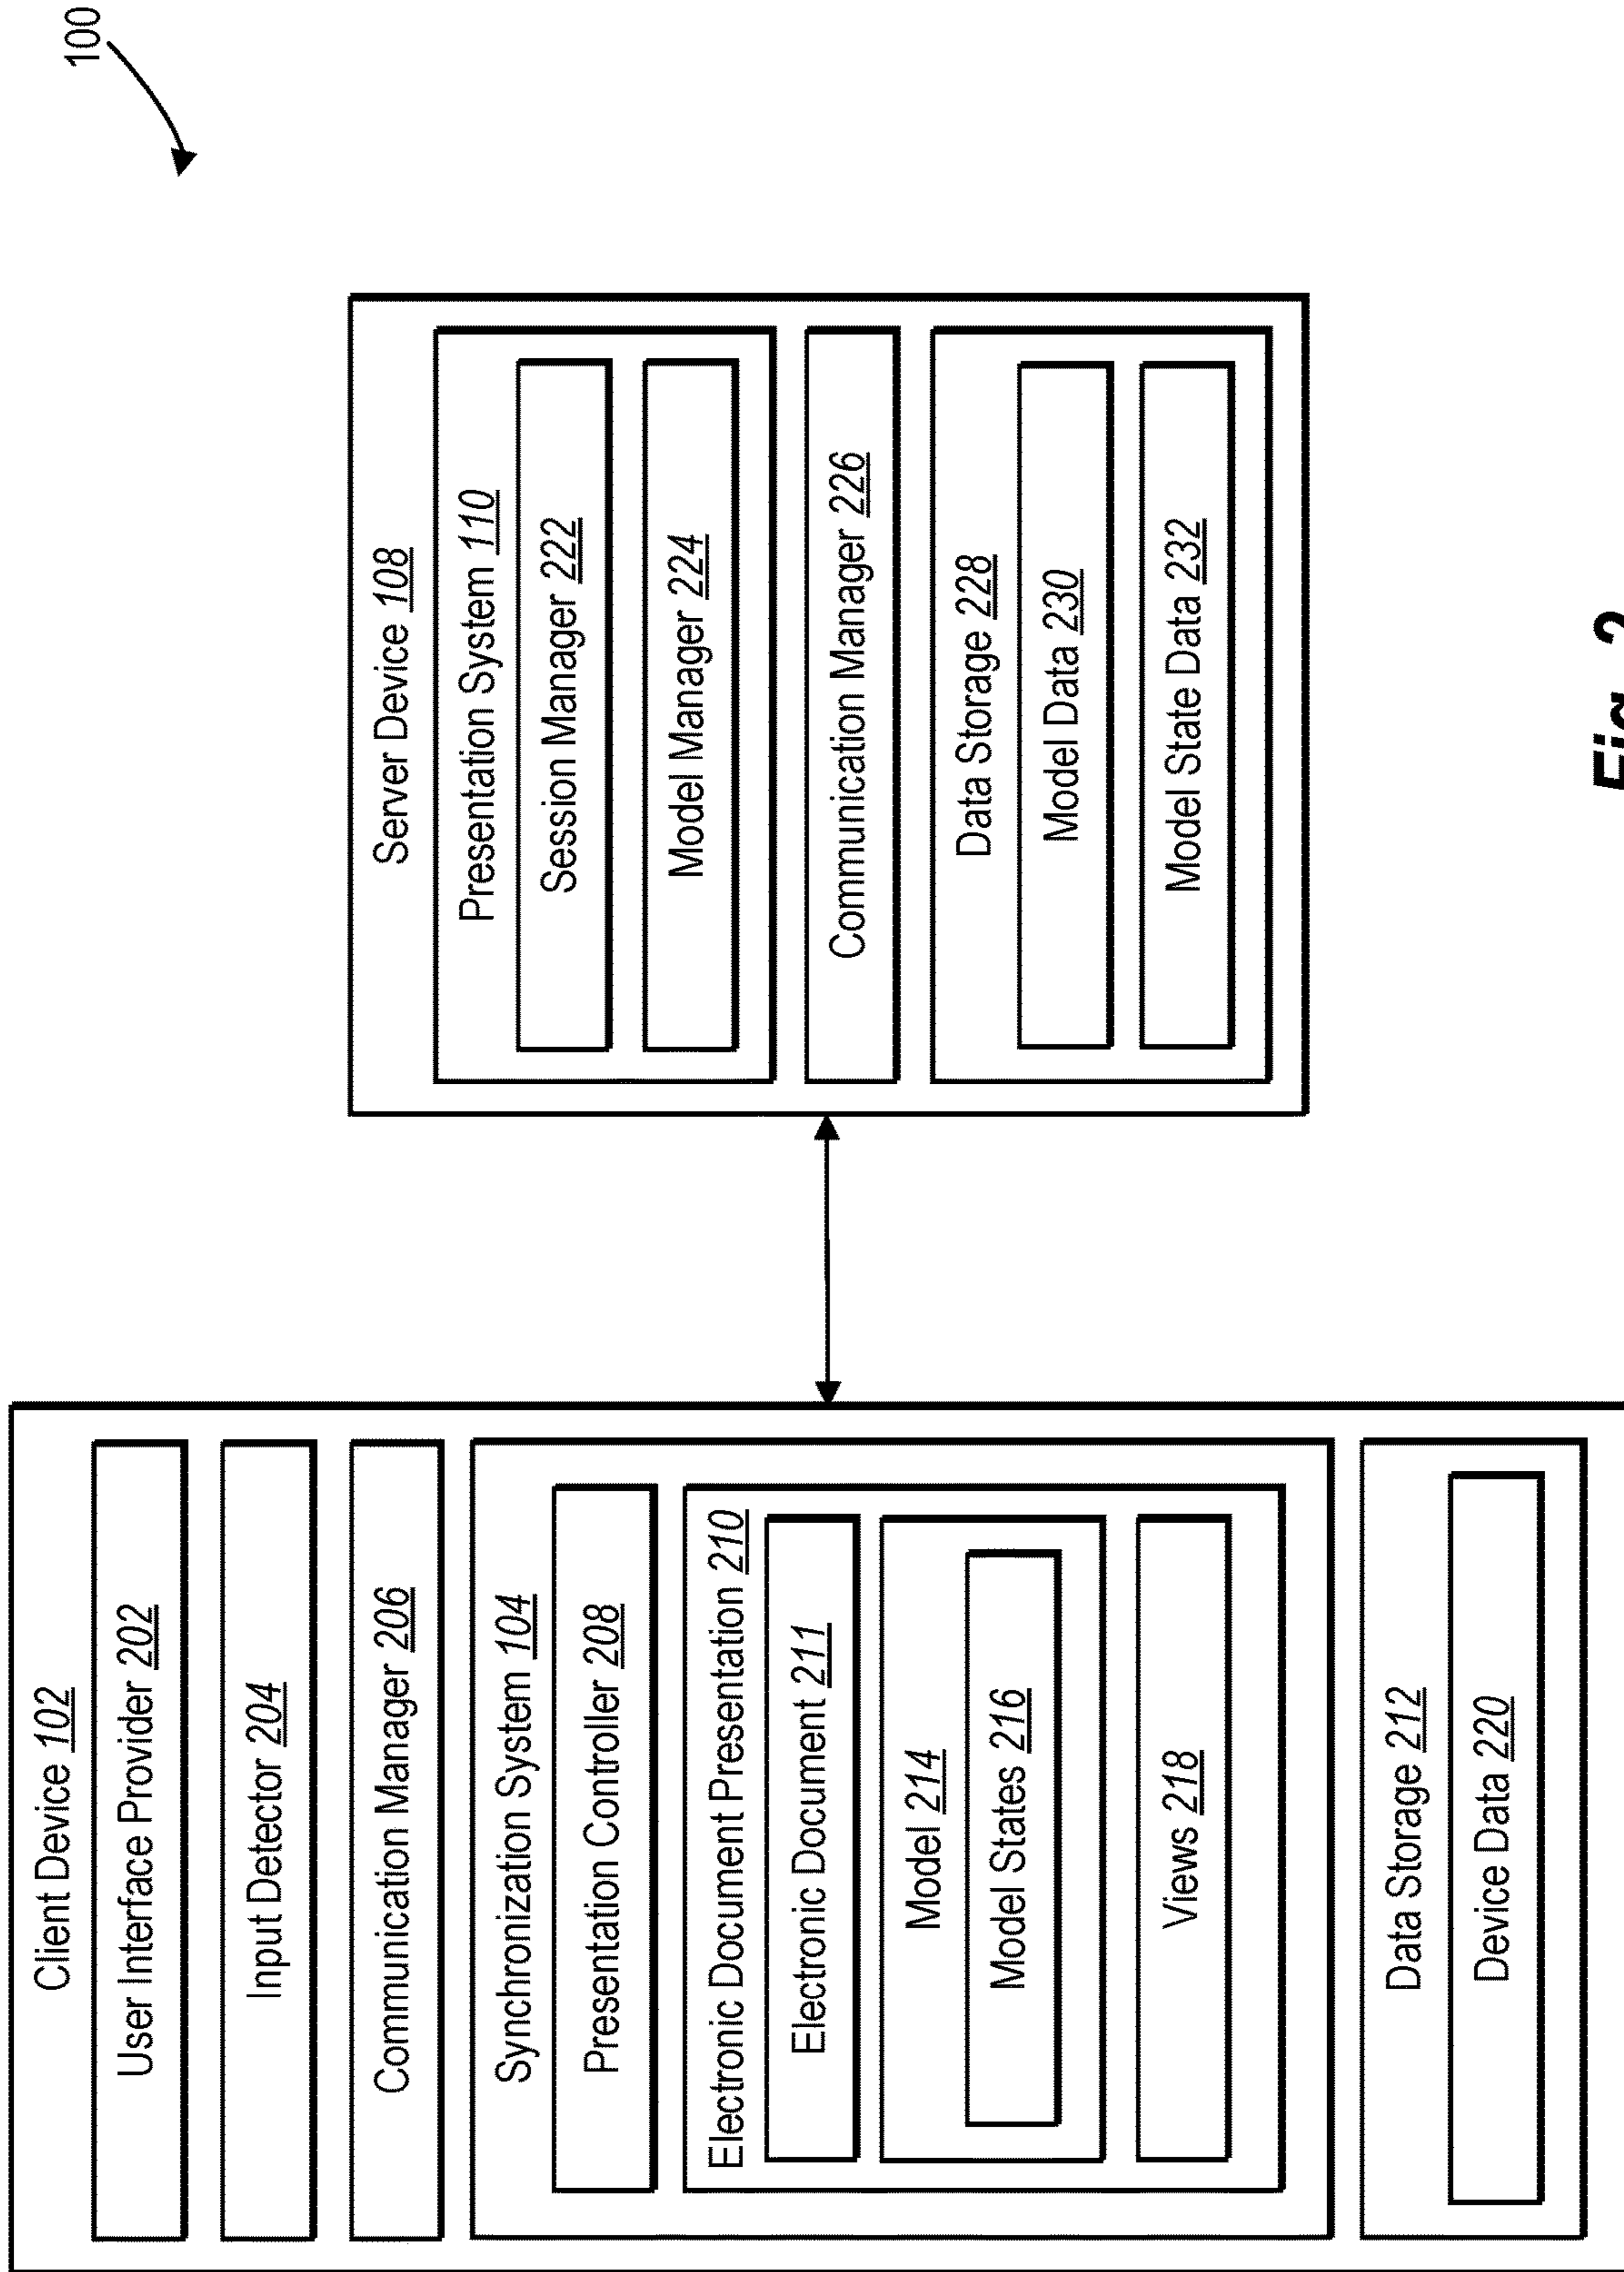 100
Client Device 102
User Interface Provider 202
Input Detector 204
Communication Manager 206
Synchronization System 104
Presentation Controller 208
Electronic Document Presentation 210
Electronic Document 211
Model 214
Model States 216
Views 218
Data Storage 212
Device Data 220
Server Device 108
Presentation System 110
Session Manager 222
Model Manager 224
Communication Manager 226
Data Storage 228
Model Data 230
Model State Data 232
Fig. 2